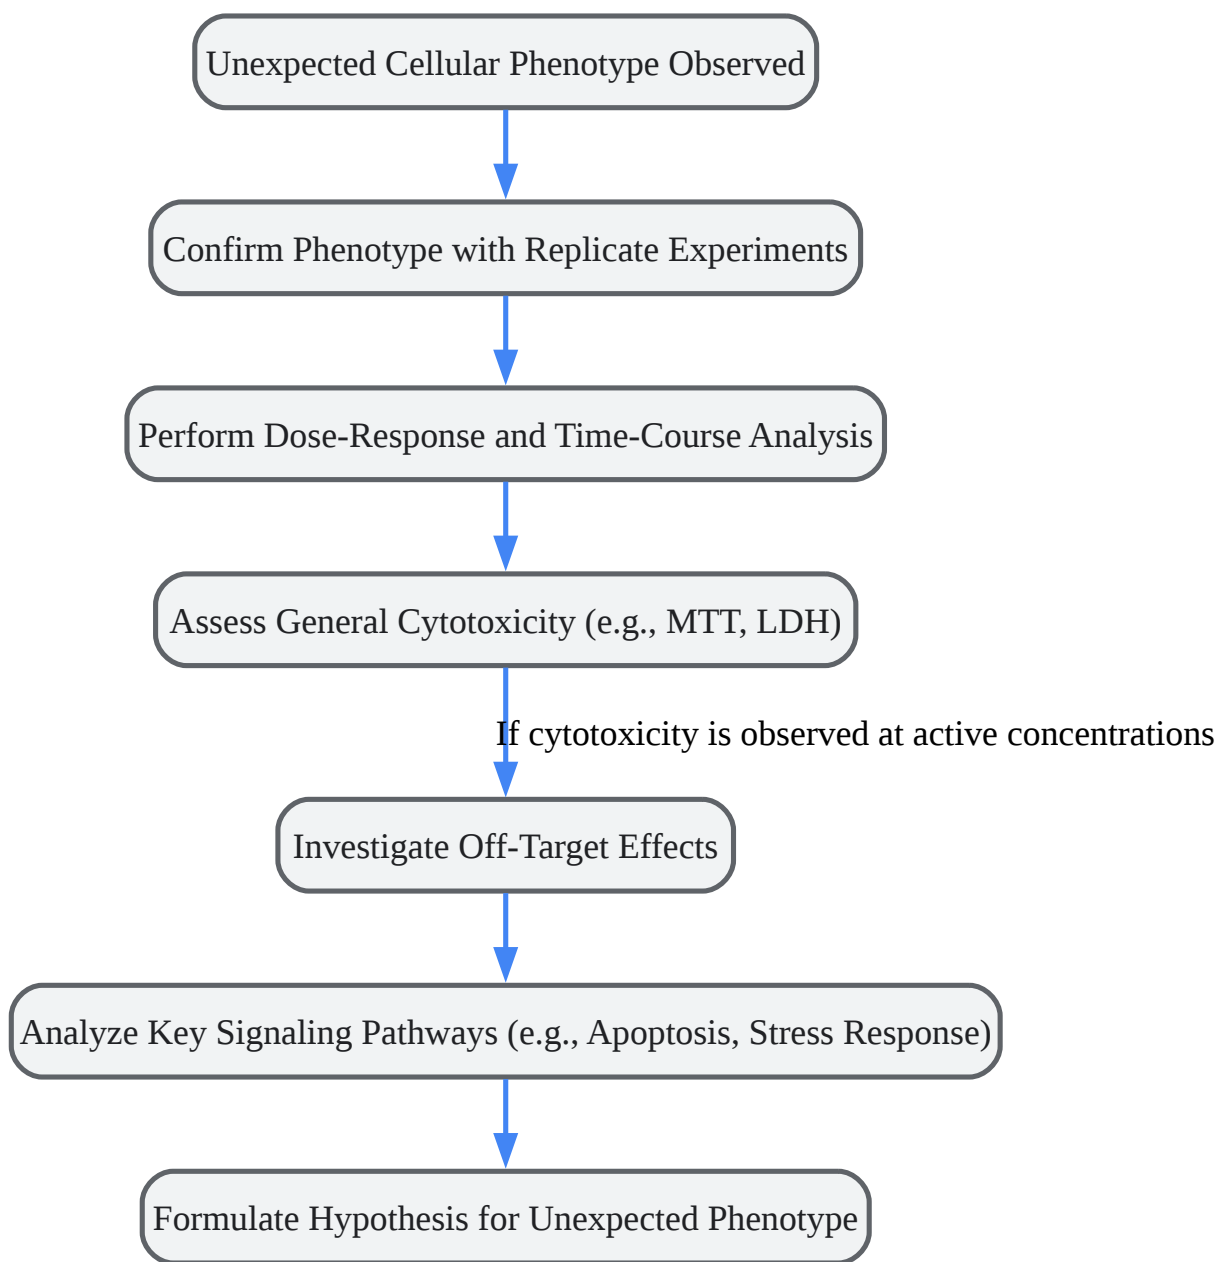 Unexpected Cellular Phenotype Observed
Confirm Phenotype with Replicate Experiments
Perform Dose-Response and Time-Course Analysis
Assess General Cytotoxicity (e.g., MTT, LDH)
If cytotoxicity is observed at active concentrations
Investigate Off-Target Effects
Analyze Key Signaling Pathways (e.g., Apoptosis, Stress Response)
Formulate Hypothesis for Unexpected Phenotype